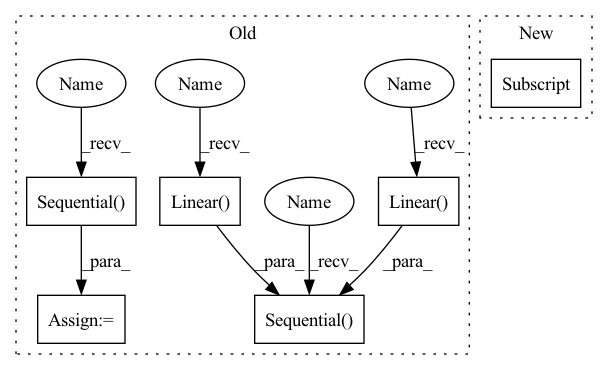 Old
New
Name
Name
Name
Subscript
_recv_
_recv_
_recv_
Sequential()
Linear()
Name
Linear()
_para_
_para_
_recv_
_para_
Assign:=
Sequential()